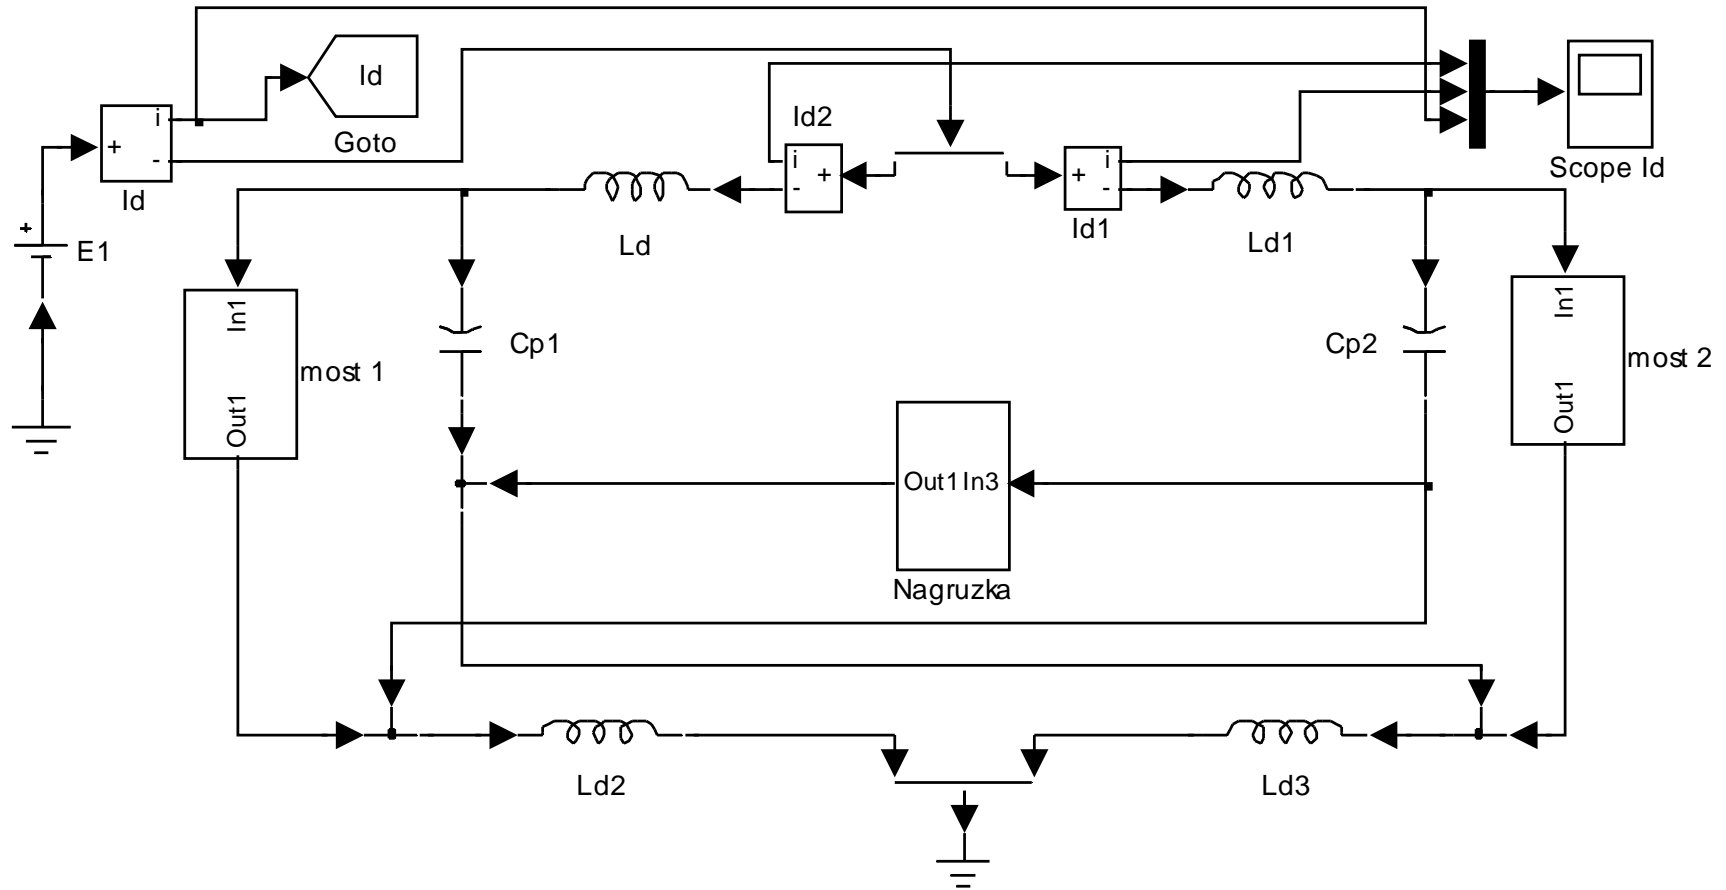 Id
Goto
i
+
-
Id
+
E1
Id2
i
+
-
i
+
-
Id1
Scope Id
Ld
Ld1
In1
Out1
most 1
Cp1
Cp2
In1
Out1
most 2
Out1 In3
Nagruzka
Ld2
Ld3